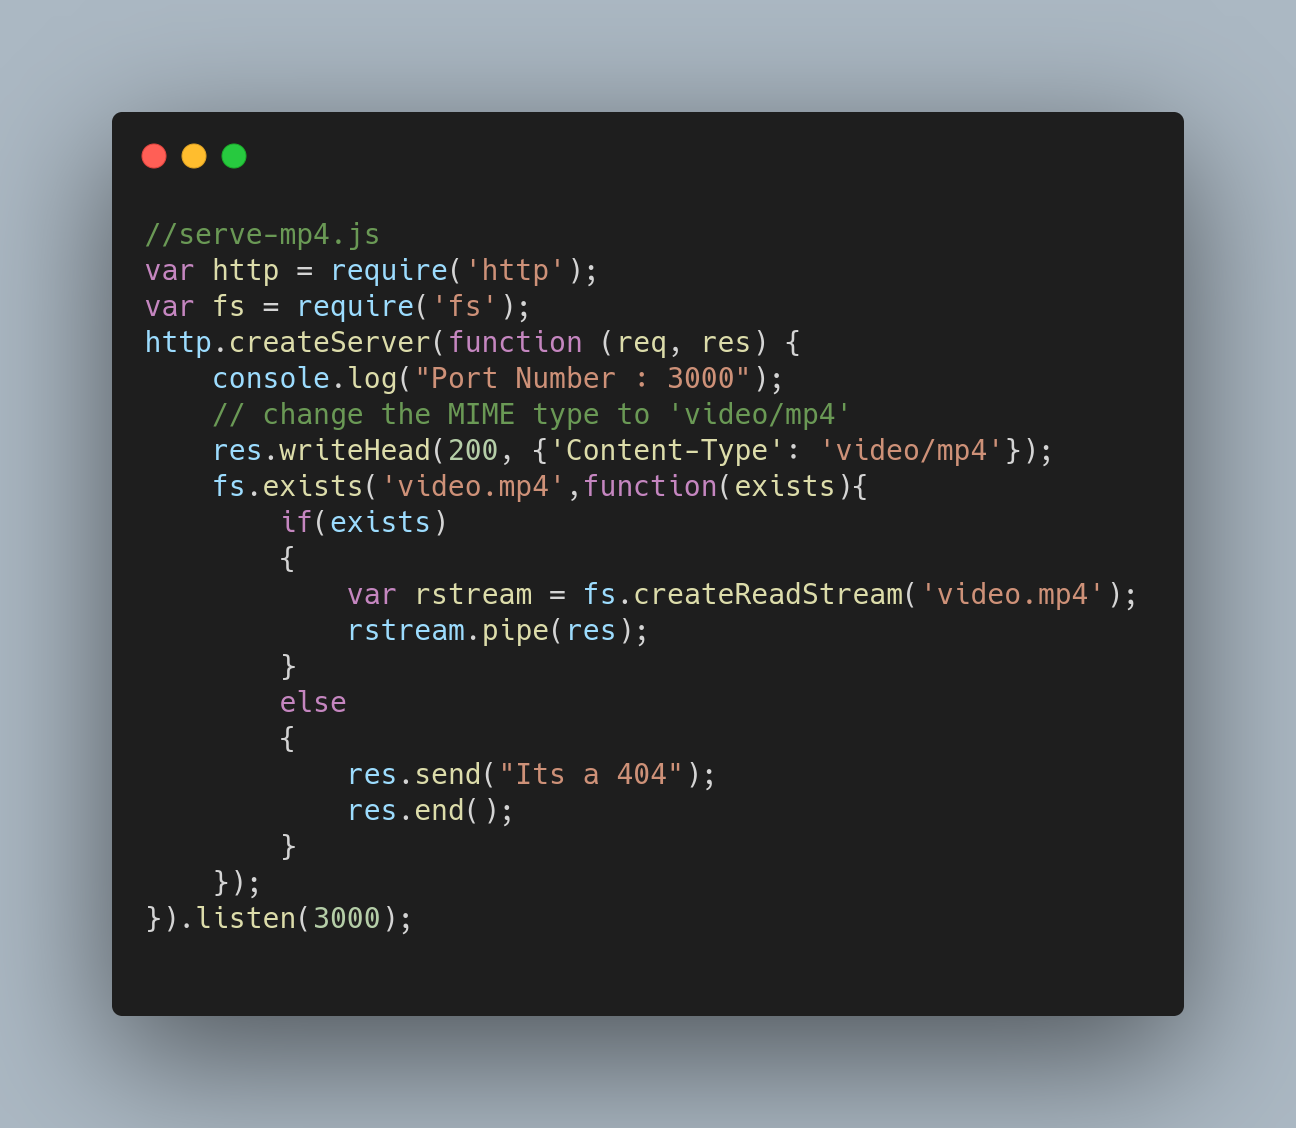 //serve-mp4.js
var http = require('http');
var fs = require('fs');
http.createServer(function (req, res) {
    console.log("Port Number : 3000");
    // change the MIME type to 'video/mp4'
    res.writeHead(200, {'Content-Type': 'video/mp4'});
    fs.exists('video.mp4',function(exists){
        if(exists)
        {
            var rstream = fs.createReadStream('video.mp4');
            rstream.pipe(res);
        }
        else
        {
            res.send("Its a 404");
            res.end();
        }
    });
}).listen(3000);